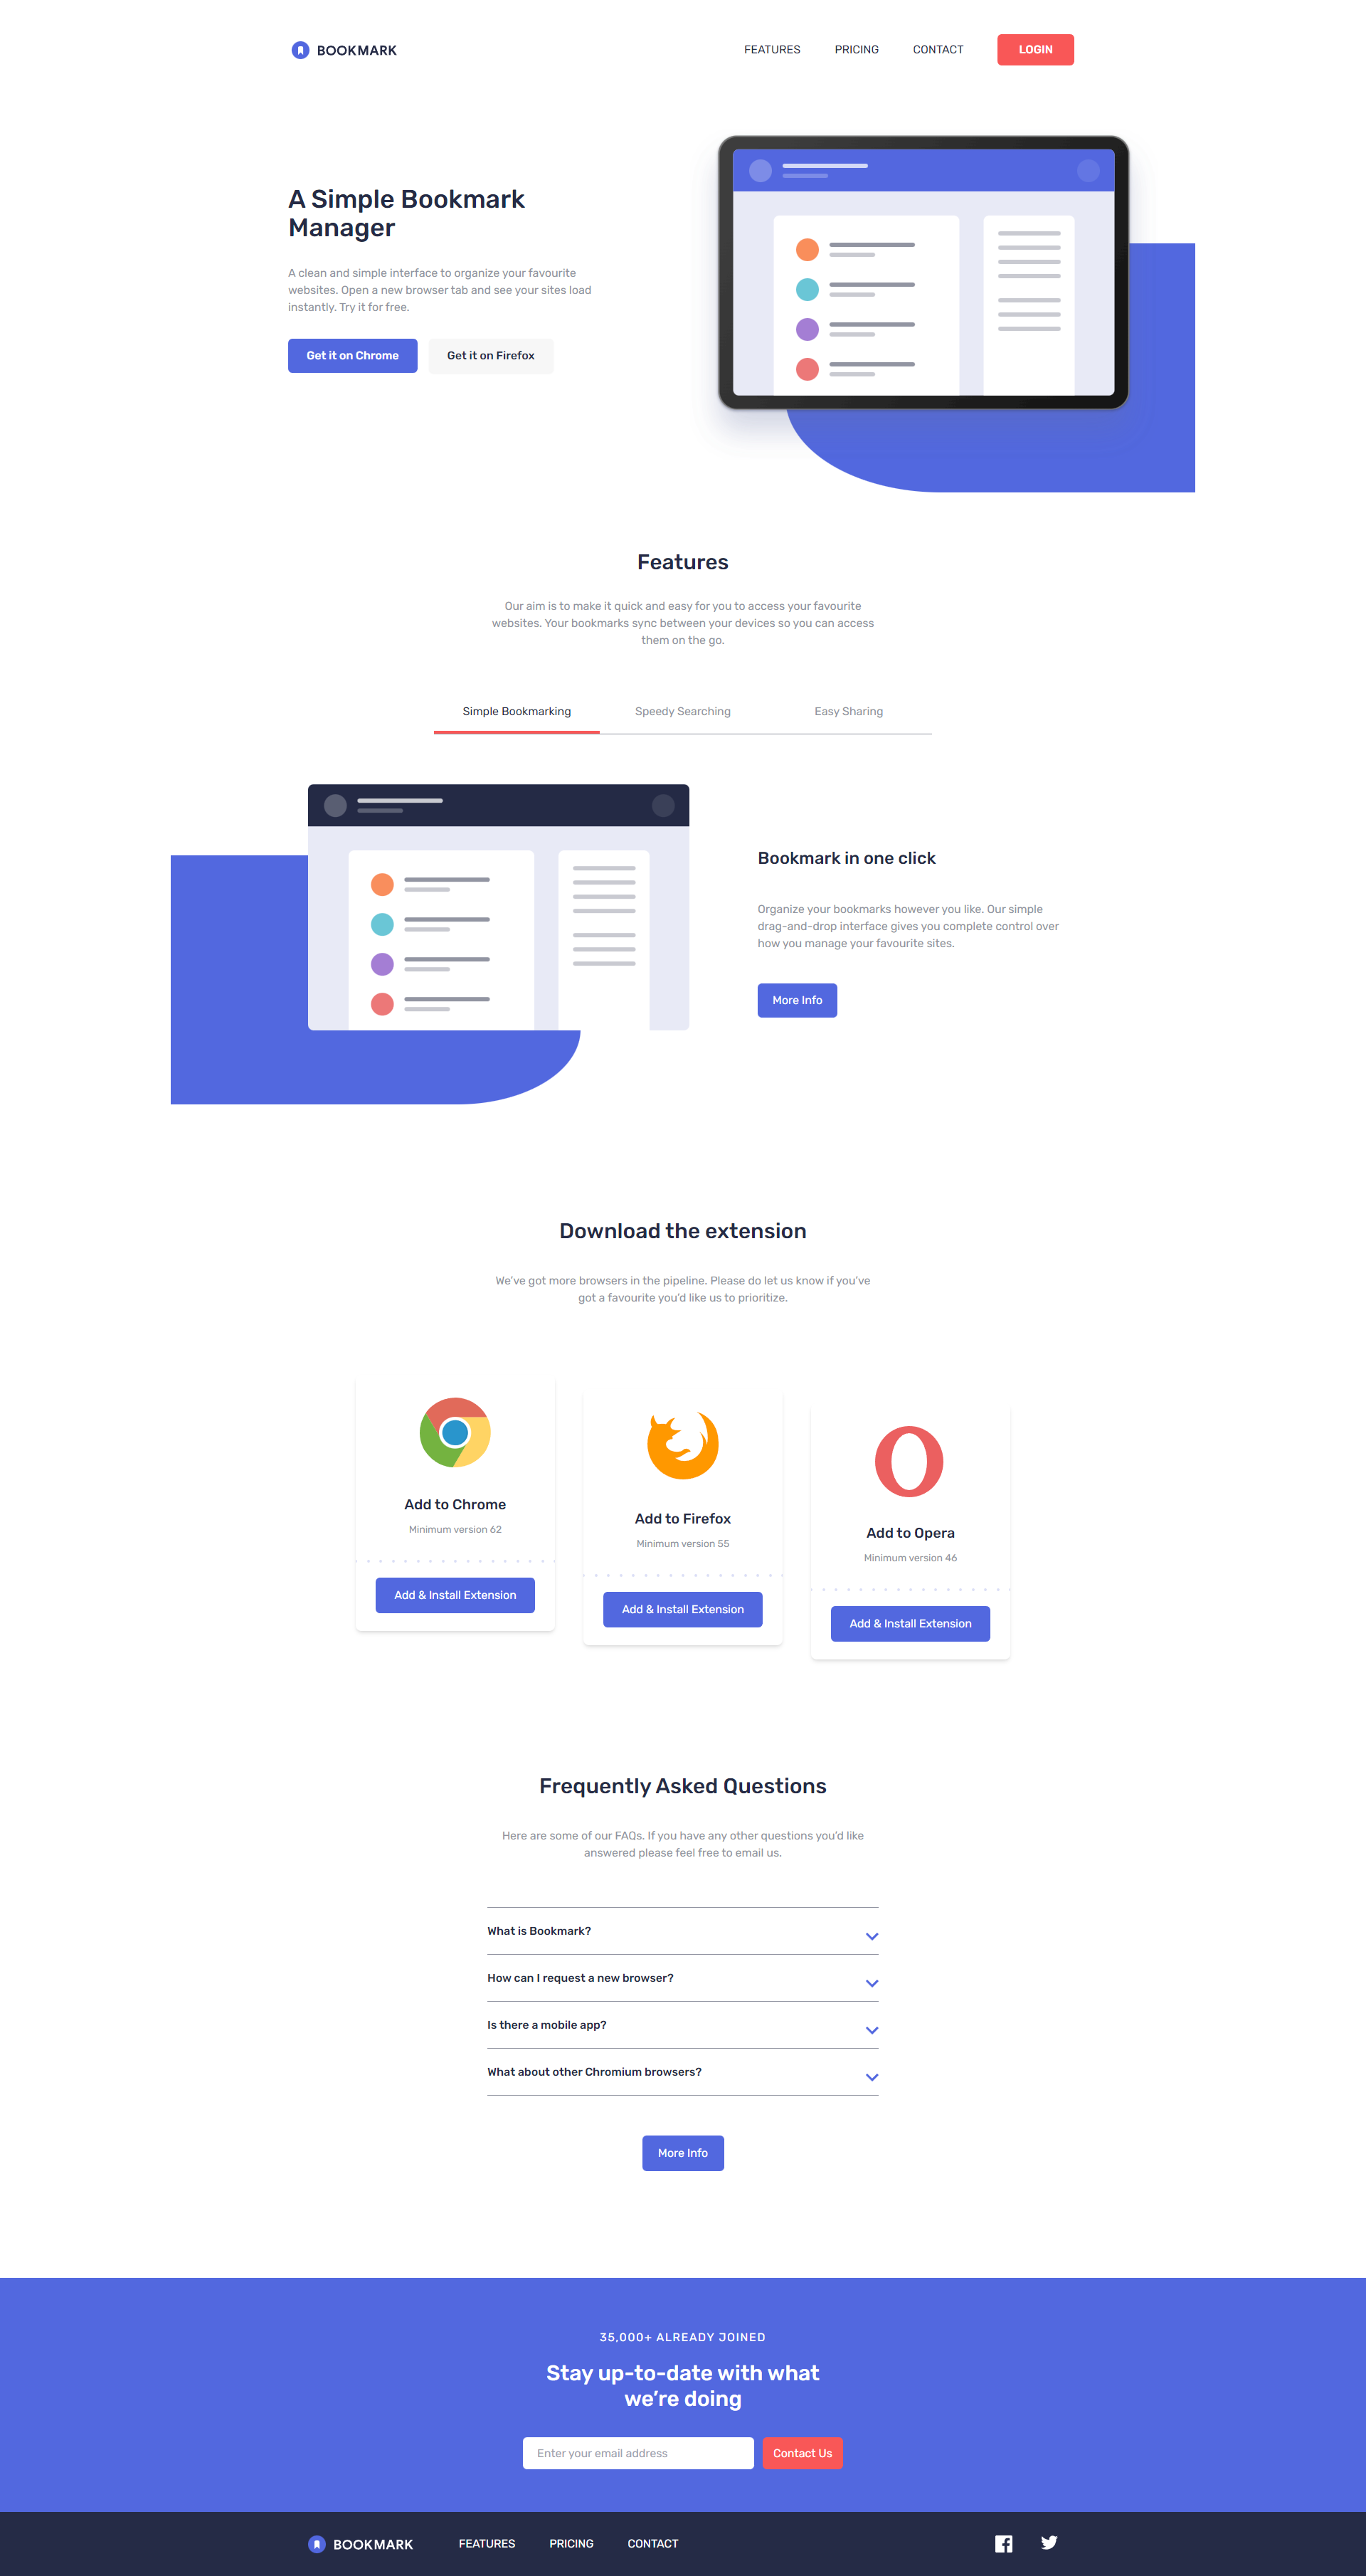 BOOKMARK
FEATURES
PRICING
CONTACT
LOGIN
A Simple Bookmark
Manager
A clean and simple interface to organize your favourite
websites. Open a new browser tab and see your sites load
instantly. Try it for free.
Get it on Chrome
Get it on Firefox
Features
Our aim is to make it quick and easy for you to access your favourite
websites. Your bookmarks sync between your devices so you can access
them on the go.
Simple Bookmarking
Speedy Searching
Easy Sharing
Bookmark in one click
Organize your bookmarks however you like. Our simple
drag-and-drop interface gives you complete control over
how you manage your favourite sites.
More Info
Download the extension
We've got more browsers in the pipeline. Please do let us know if you've
got a favourite you'd like us to prioritize.
Add to Chrome
Minimum version 62
Add & Install Extension
Add to Firefox
Minimum version 55
Add & Install Extension
Add to Opera
Minimum version 46
Add & Install Extension
Frequently Asked Questions
Here are some of our FAQs. If you have any other questions you'd like
answered please feel free to email us.
What is Bookmark?
How can I request a new browser?
Is there a mobile app?
What about other Chromium browsers?
More Info
35,000+ ALREADY JOINED
Stay up-to-date with what
we're doing
Enter your email address
Contact Us
BOOKMARK
FEATURES
PRICING
CONTACT